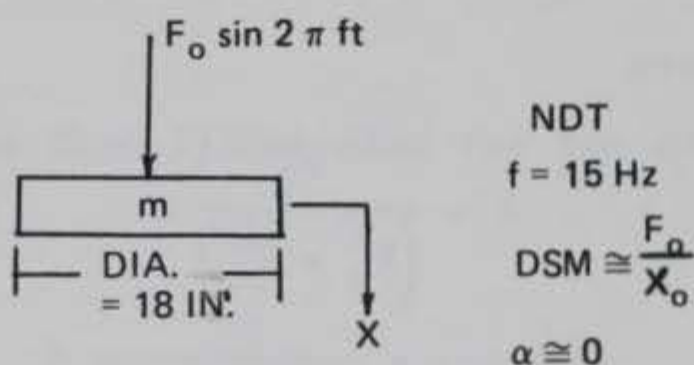 F₀ sin 2 π ft
m
DIA.
= 18 IN.
X
NDT
f = 15 Hz
DSM ≅ F₀/X₀
α ≅ 0